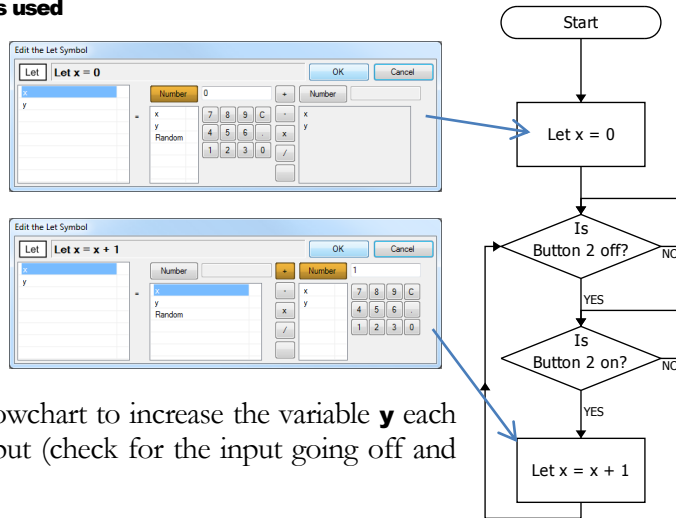 s used
Edit the Let Symbol
Let Let x = 0 OK Cancel
x
y
=
Number 0 + Number
x
y
Random
7 8 9 C
4 5 6 .
1 2 3 0
-
x
/
x
y
Edit the Let Symbol
Let Let x = x + 1 OK Cancel
x
y
=
Number + Number 1
x
y
Random
-
x
/
x
y
7 8 9 C
4 5 6 .
1 2 3 0
owchart to increase the variable y each
out (check for the input going off and
Start
Let x = 0
Is
Button 2 off?
NO
YES
Is
Button 2 on?
NO
YES
Let x = x + 1